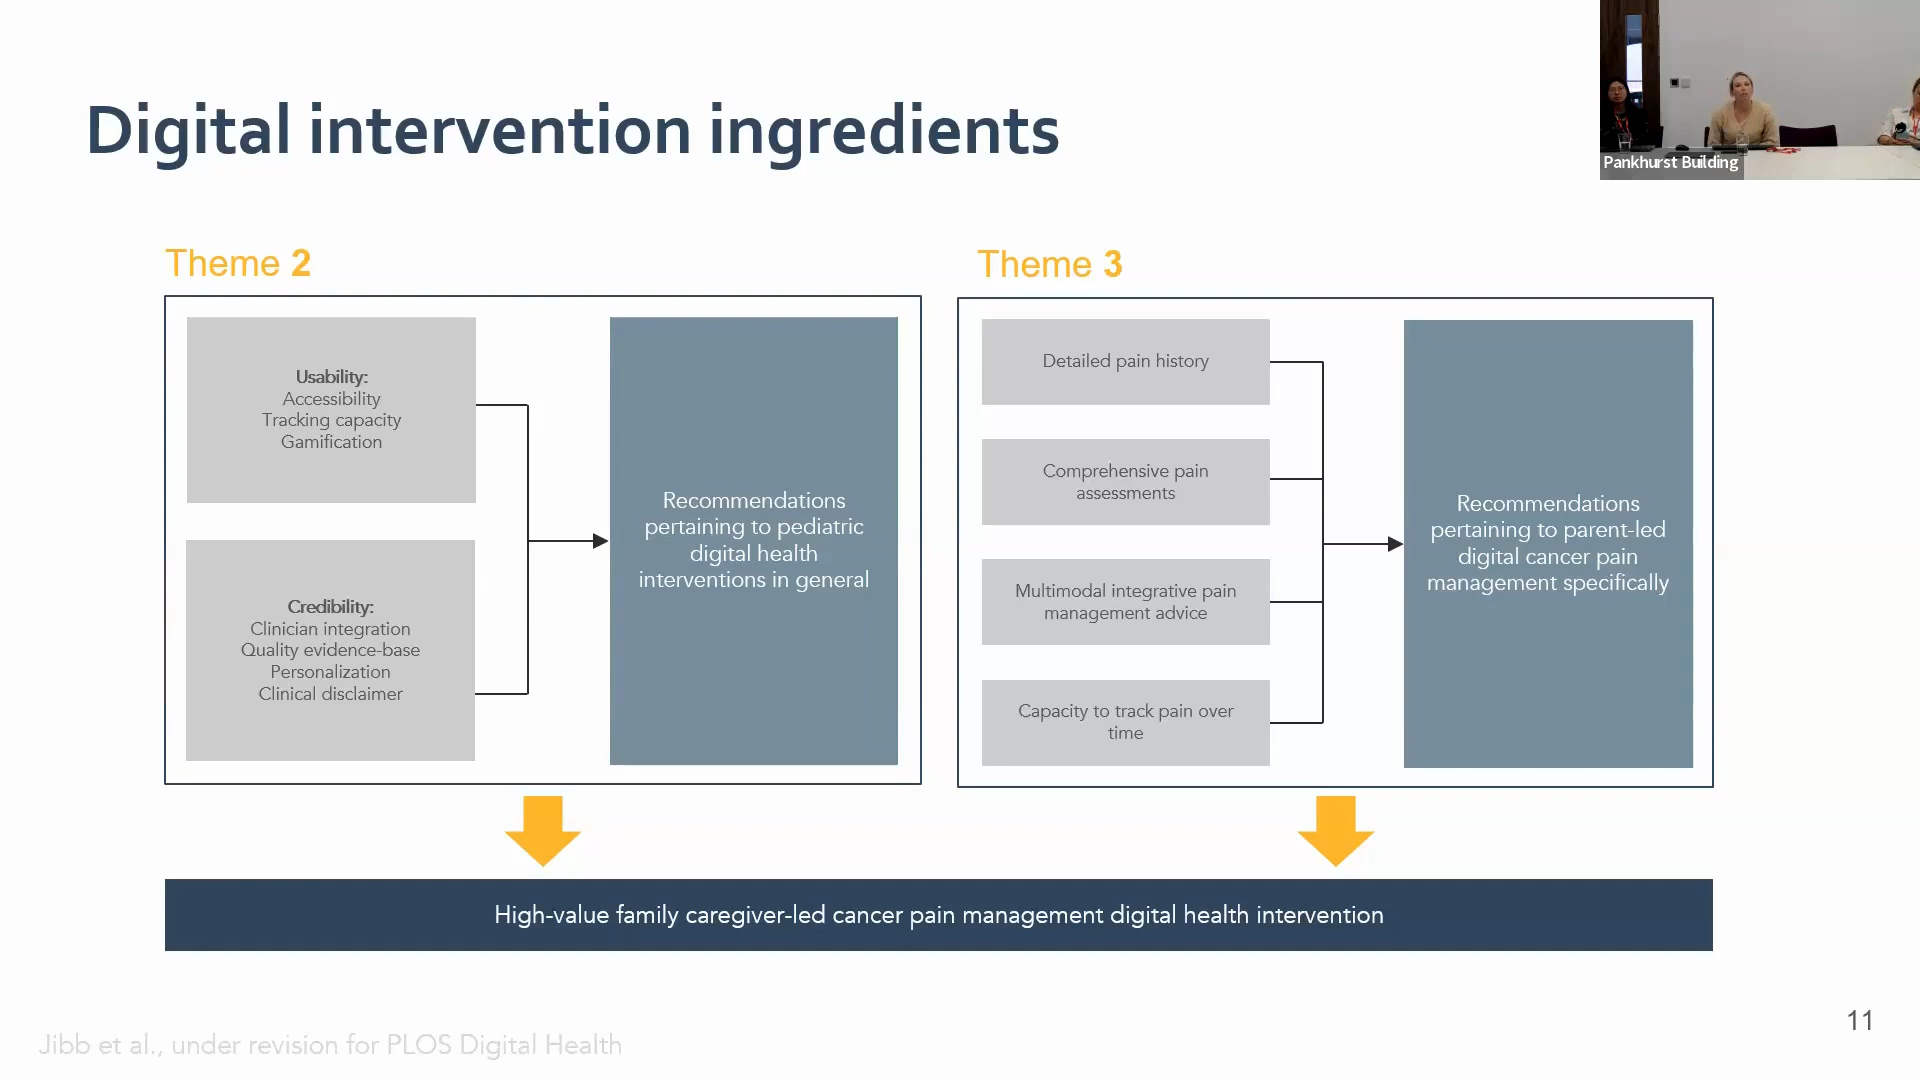 Digital intervention ingredients
Pankhurst Building
Theme 2
Usability:
Accessibility
Tracking capacity
Gamification
Credibility:
Clinician integration
Quality evidence-base
Personalization
Clinical disclaimer
Recommendations
pertaining to pediatric
digital health
interventions in general
Theme 3
Detailed pain history
Comprehensive pain
assessments
Multimodal integrative pain
management advice
Capacity to track pain over
time
Recommendations
pertaining to parent-led
digital cancer pain
management specifically
High-value family caregiver-led cancer pain management digital health intervention
Jibb et al., under revision for PLOS Digital Health
11